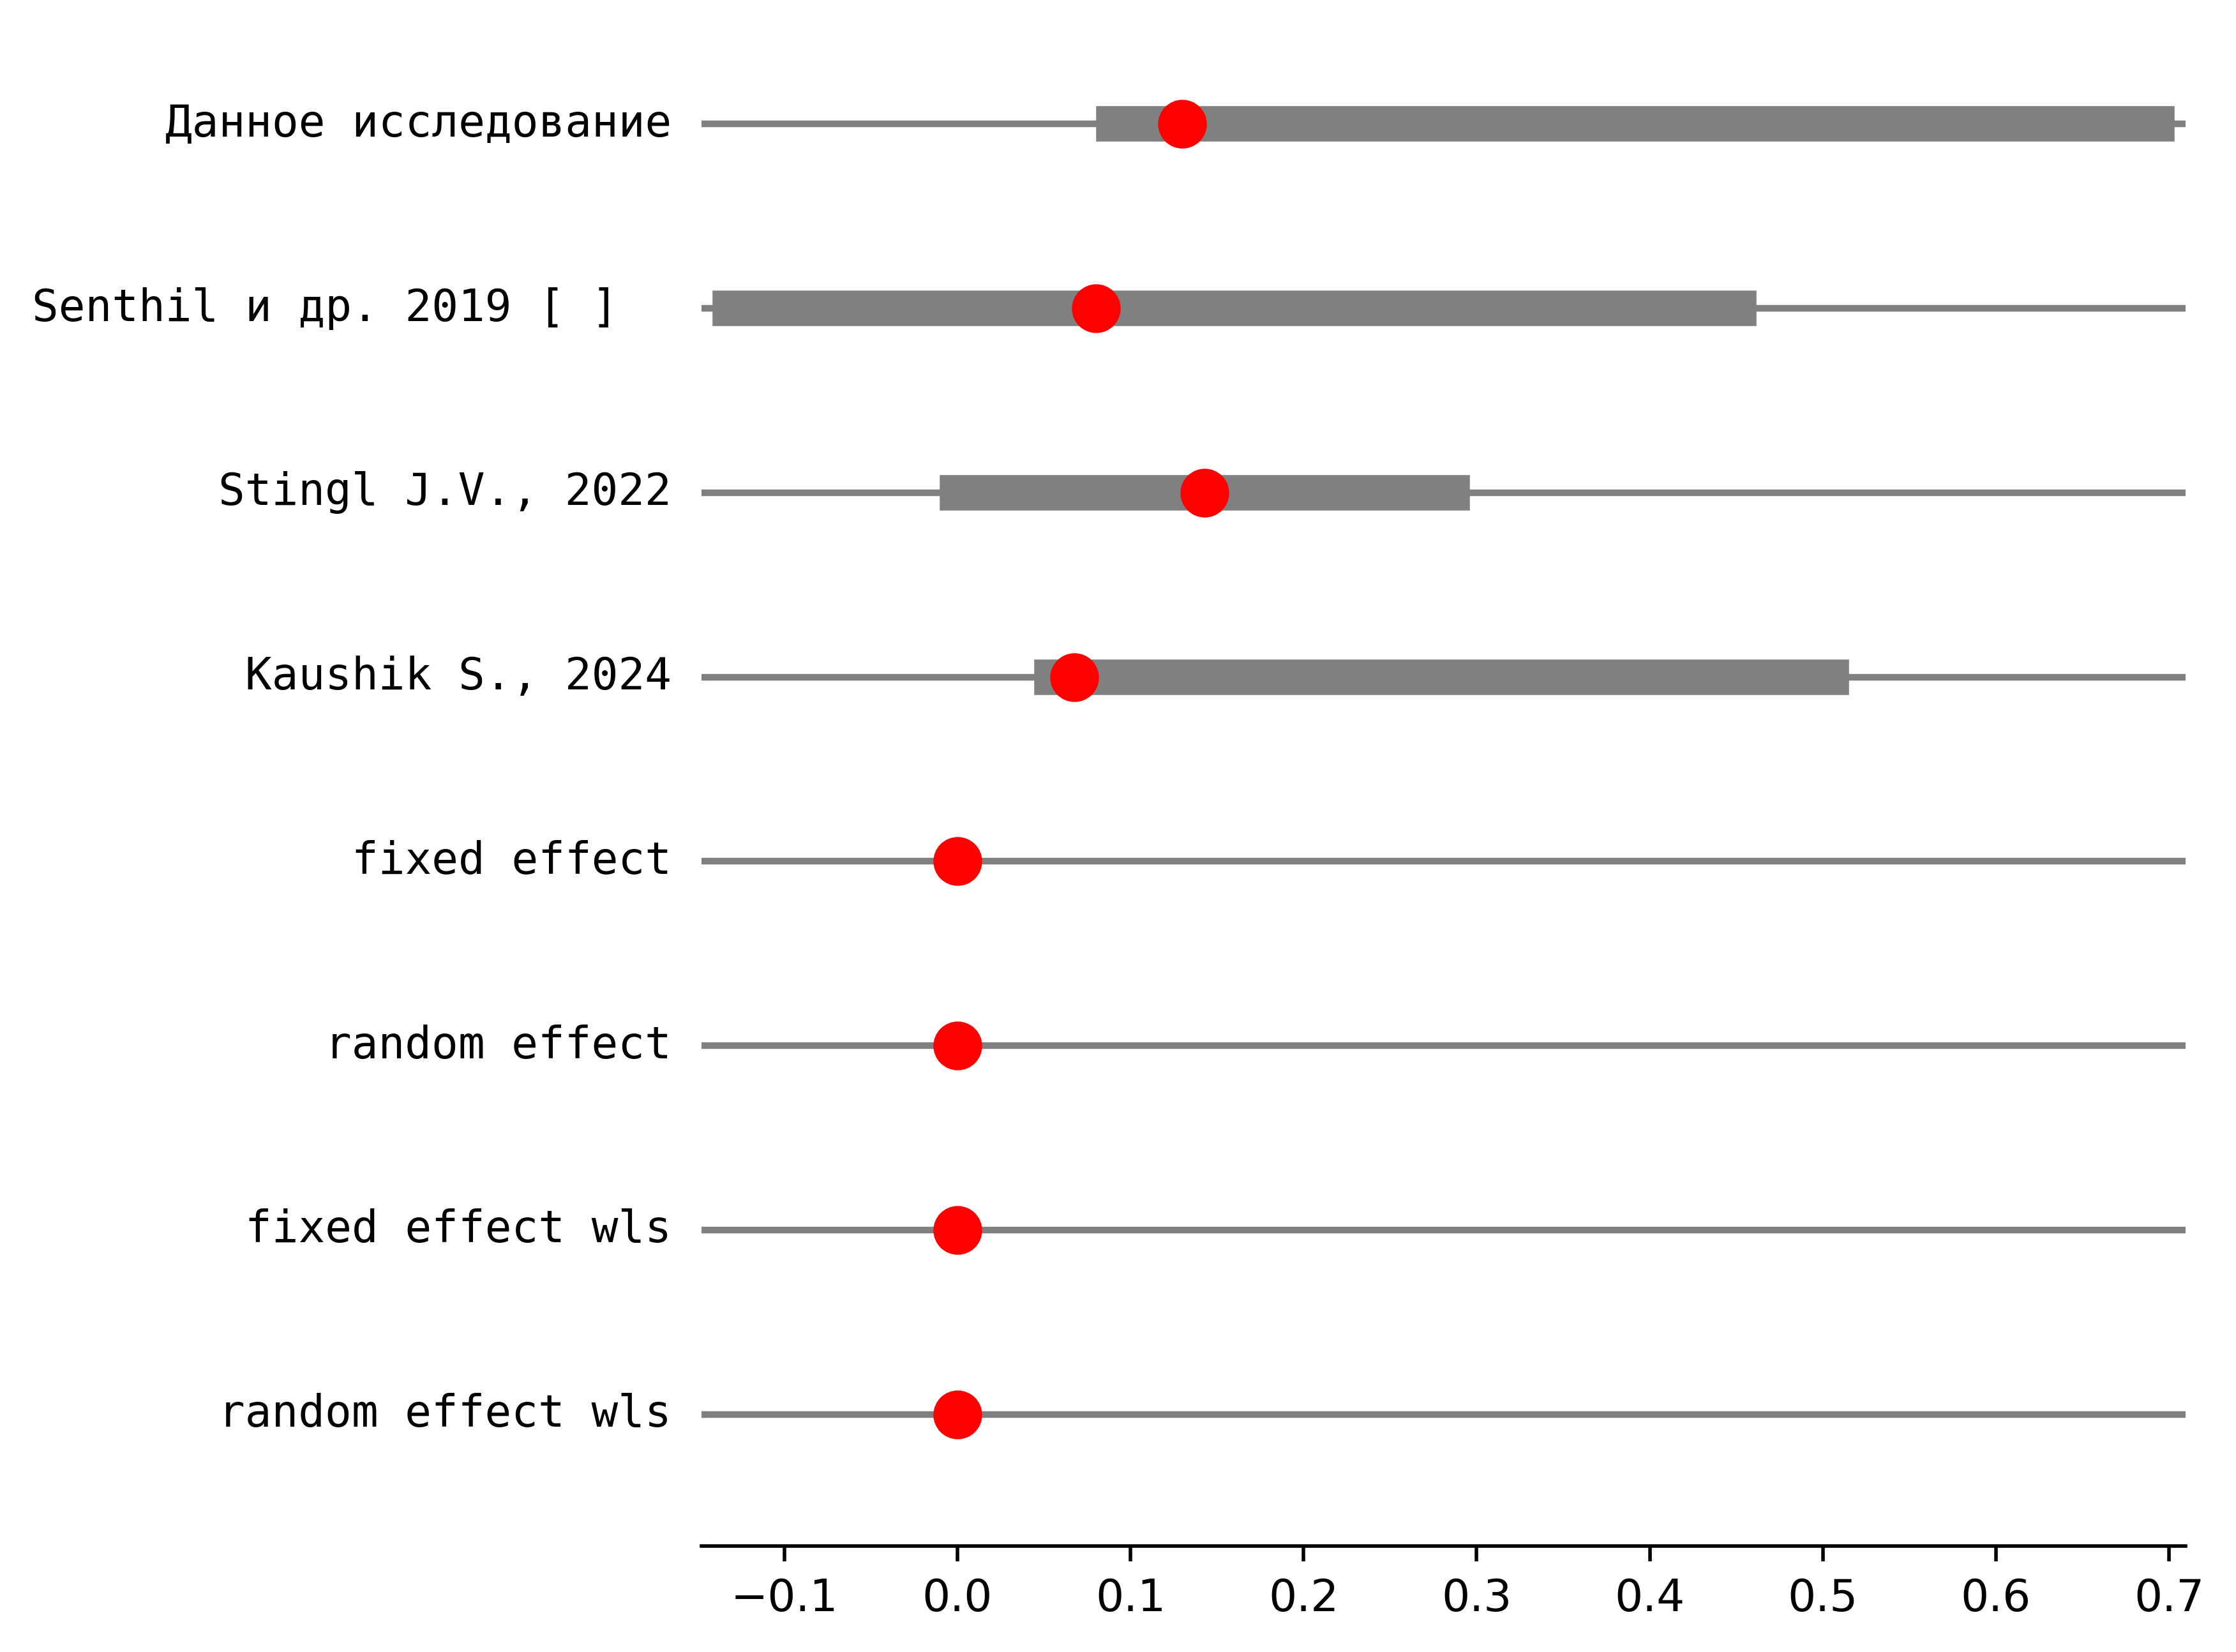 Данное исследование
Senthil и др. 2019 [ ]
Stingl J.V., 2022
Kaushik S., 2024
fixed effect
random effect
fixed effect wls
random effect wls
−0.1 0.0 0.1 0.2 0.3 0.4 0.5 0.6 0.7